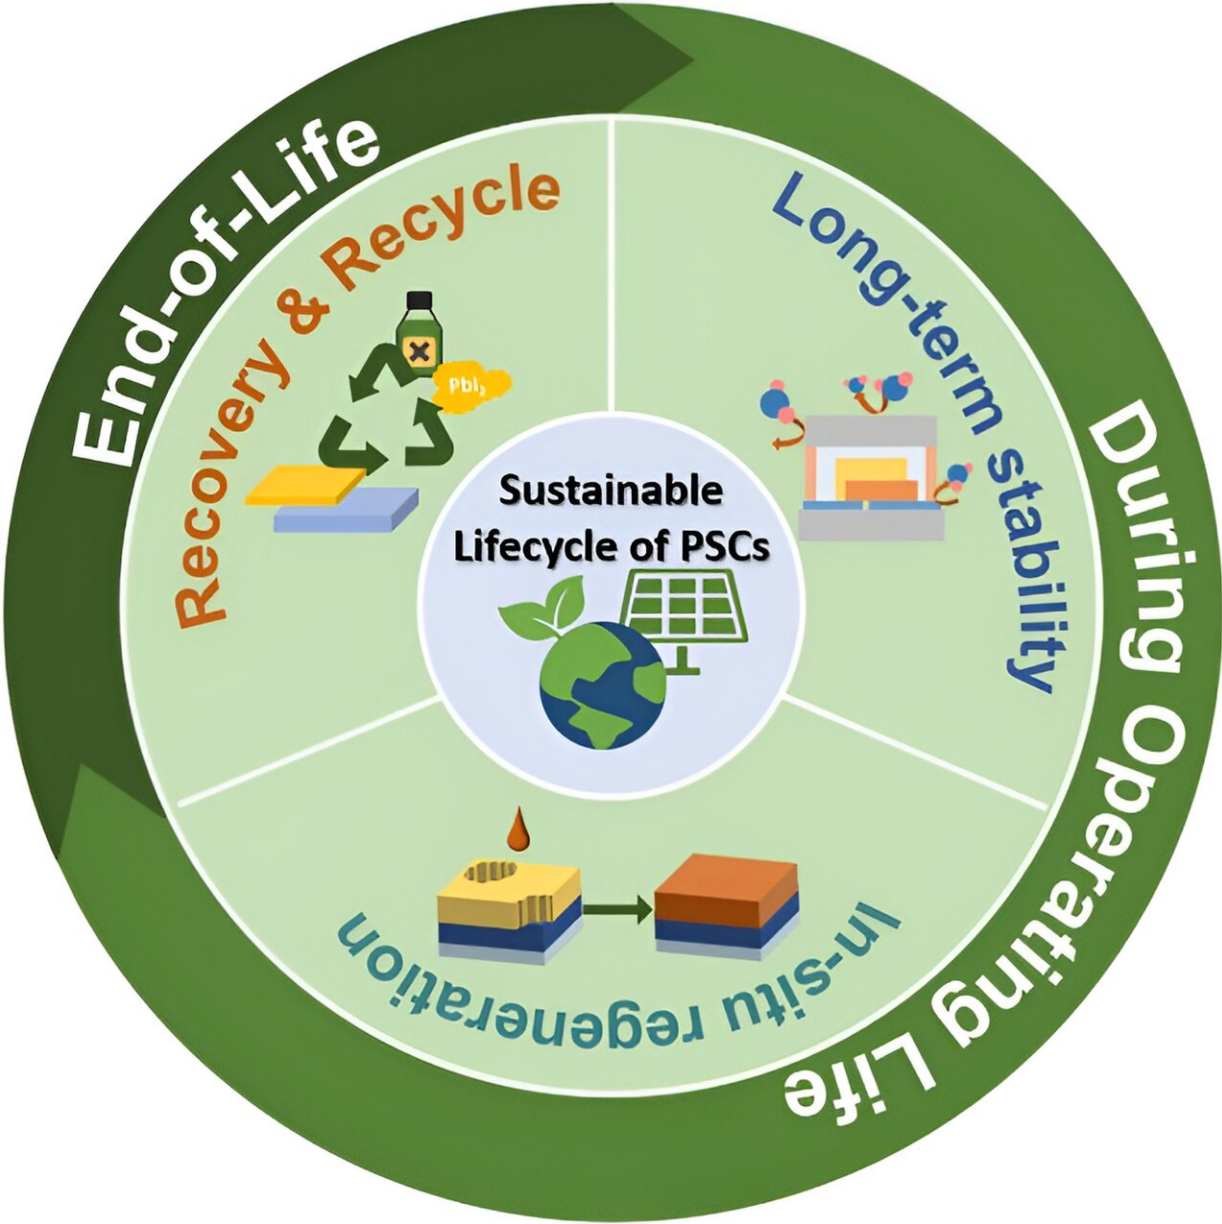 End-of-Life
During Operating Life
Recovery & Recycle
Long-term stability
In-situ regeneration
PbI₂
Sustainable
Lifecycle of PSCs